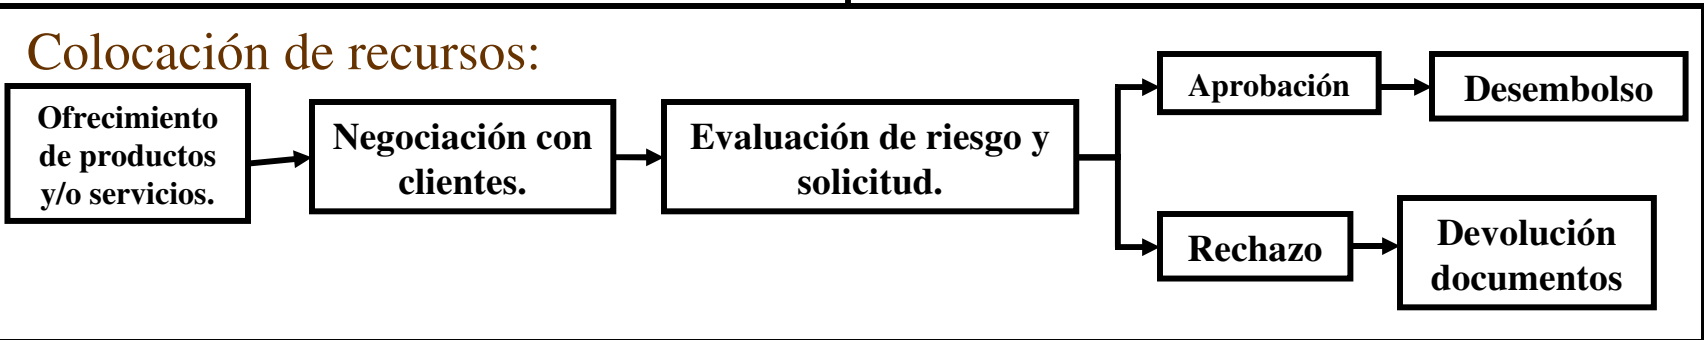 Colocación de recursos:
Ofrecimiento
de productos
y/o servicios.
Negociación con
clientes.
Evaluación de riesgo y
solicitud.
Aprobación
Desembolso
Rechazo
Devolución
documentos